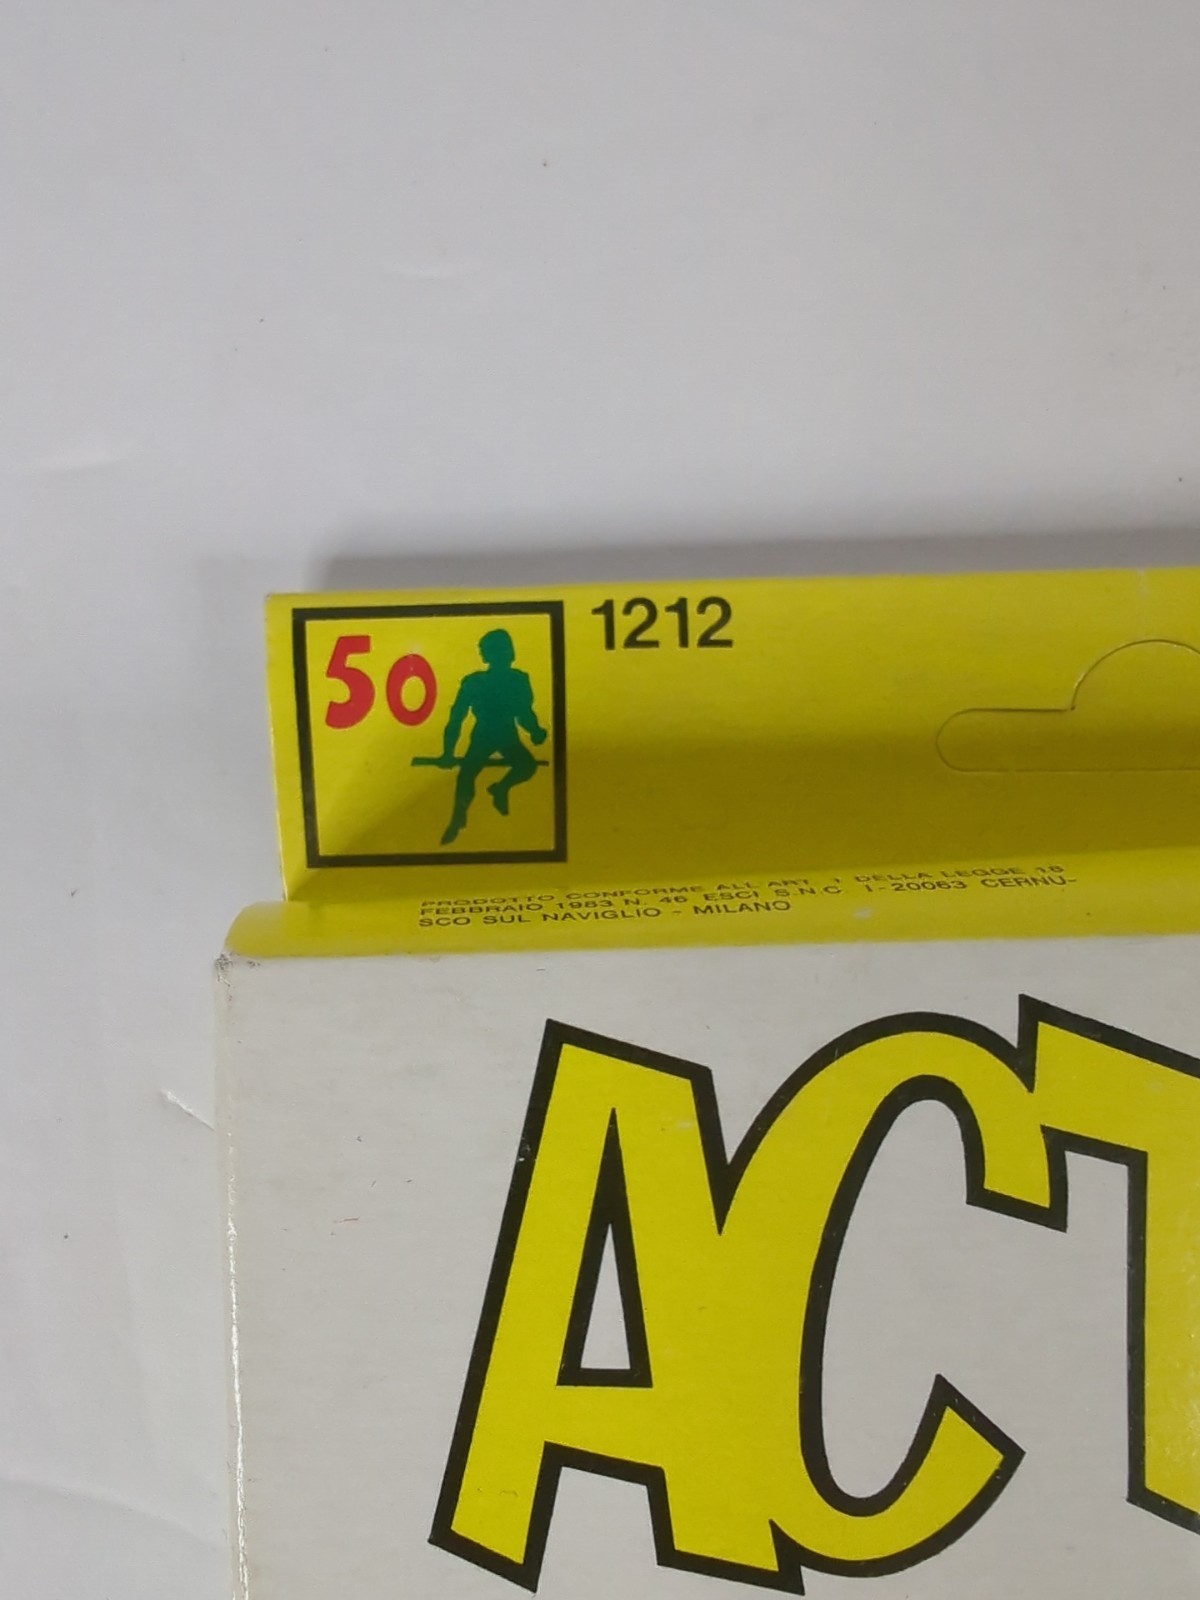 50
1212
PRODOTTO CONFORME ALL'ART. 1 DELLA LEGGE 18
FEBBRAIO 1983 N. 46 ESCI S.N.C. I-20063 CERNU-
SCO SUL NAVIGLIO - MILANO
ACT